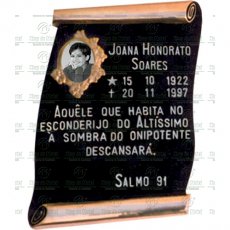 JOANA HONORATO
SOARES
★ 15 10 1922
✝ 20 11 1997
AQUÊLE QUE HABITA NO
ESCONDERIJO DO ALTÍSSIMO
À SOMBRA DO ONIPOTENTE
DESCANSARÁ.
SALMO 91